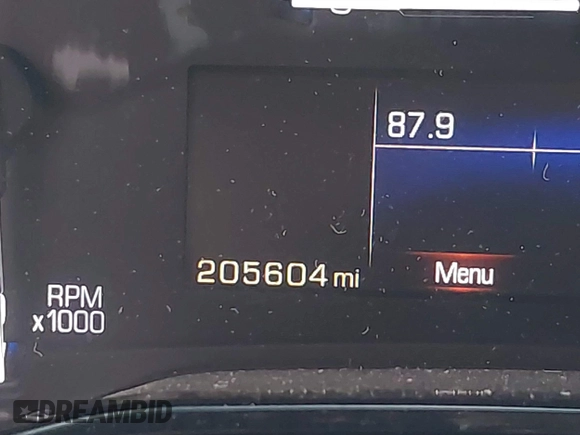 87.9
205604 mi
Menu
RPM
x1000
DREAMBID